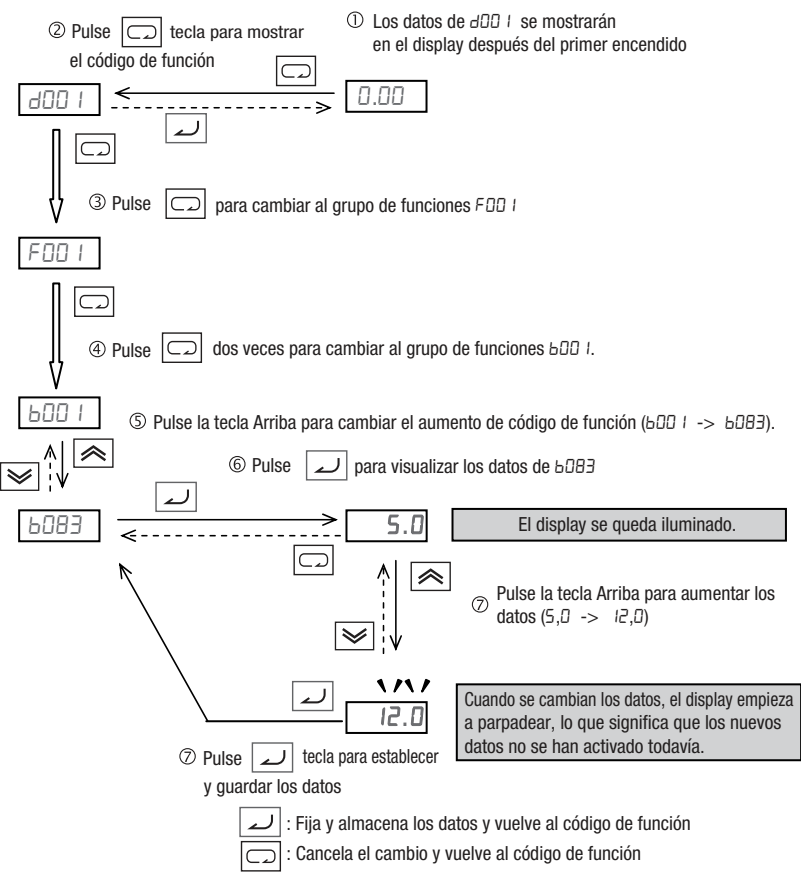 ① Los datos de d001 se mostrarán
en el display después del primer encendido
② Pulse tecla para mostrar
el código de función
d001
0.00
③ Pulse para cambiar al grupo de funciones F001
F001
④ Pulse dos veces para cambiar al grupo de funciones b001.
b001
⑤ Pulse la tecla Arriba para cambiar el aumento de código de función (b001 -> b083).
⑥ Pulse para visualizar los datos de b083
b083
5.0
El display se queda iluminado.
⑦ Pulse la tecla Arriba para aumentar los
datos (5,0 -> 12,0)
12.0
Cuando se cambian los datos, el display empieza
a parpadear, lo que significa que los nuevos
datos no se han activado todavía.
⑦ Pulse tecla para establecer
y guardar los datos
: Fija y almacena los datos y vuelve al código de función
: Cancela el cambio y vuelve al código de función